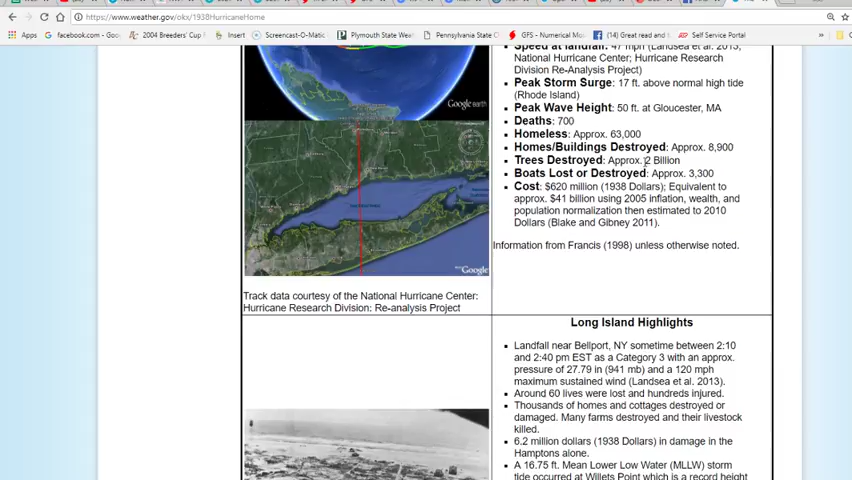 https://www.weather.gov/okx/1938HurricaneHome
Apps
facebook.com - Goog
2004 Breeders' Cup F
Insert
Screencast-O-Matic
Plymouth State Weat
Pennsylvania State C
GFS - Numerical Mod
(64) Great read and t
Self Service Portal
Speed at landfall: 47 mph (Landsea et al. 2013,
National Hurricane Center; Hurricane Research
Division Re-Analysis Project)
Peak Storm Surge: 17 ft. above normal high tide
(Rhode Island)
Peak Wave Height: 50 ft. at Gloucester, MA
Deaths: 700
Homeless: Approx. 63,000
Homes/Buildings Destroyed: Approx. 8,900
Trees Destroyed: Approx. 2 Billion
Boats Lost or Destroyed: Approx. 3,300
Cost: $620 million (1938 Dollars); Equivalent to
approx. $41 billion using 2005 inflation, wealth, and
population normalization then estimated to 2010
Dollars (Blake and Gibney 2011).
Information from Francis (1998) unless otherwise noted.
Google earth
Google
Track data courtesy of the National Hurricane Center:
Hurricane Research Division: Re-analysis Project
Long Island Highlights
Landfall near Bellport, NY sometime between 2:10
and 2:40 pm EST as a Category 3 with an approx.
pressure of 27.79 in (941 mb) and a 120 mph
maximum sustained wind (Landsea et al. 2013).
Around 60 lives were lost and hundreds injured.
Thousands of homes and cottages destroyed or
damaged. Many farms destroyed and their livestock
killed.
6.2 million dollars (1938 Dollars) in damage in the
Hamptons alone.
A 16.75 ft. Mean Lower Low Water (MLLW) storm
tide occurred at Willets Point which is a record height